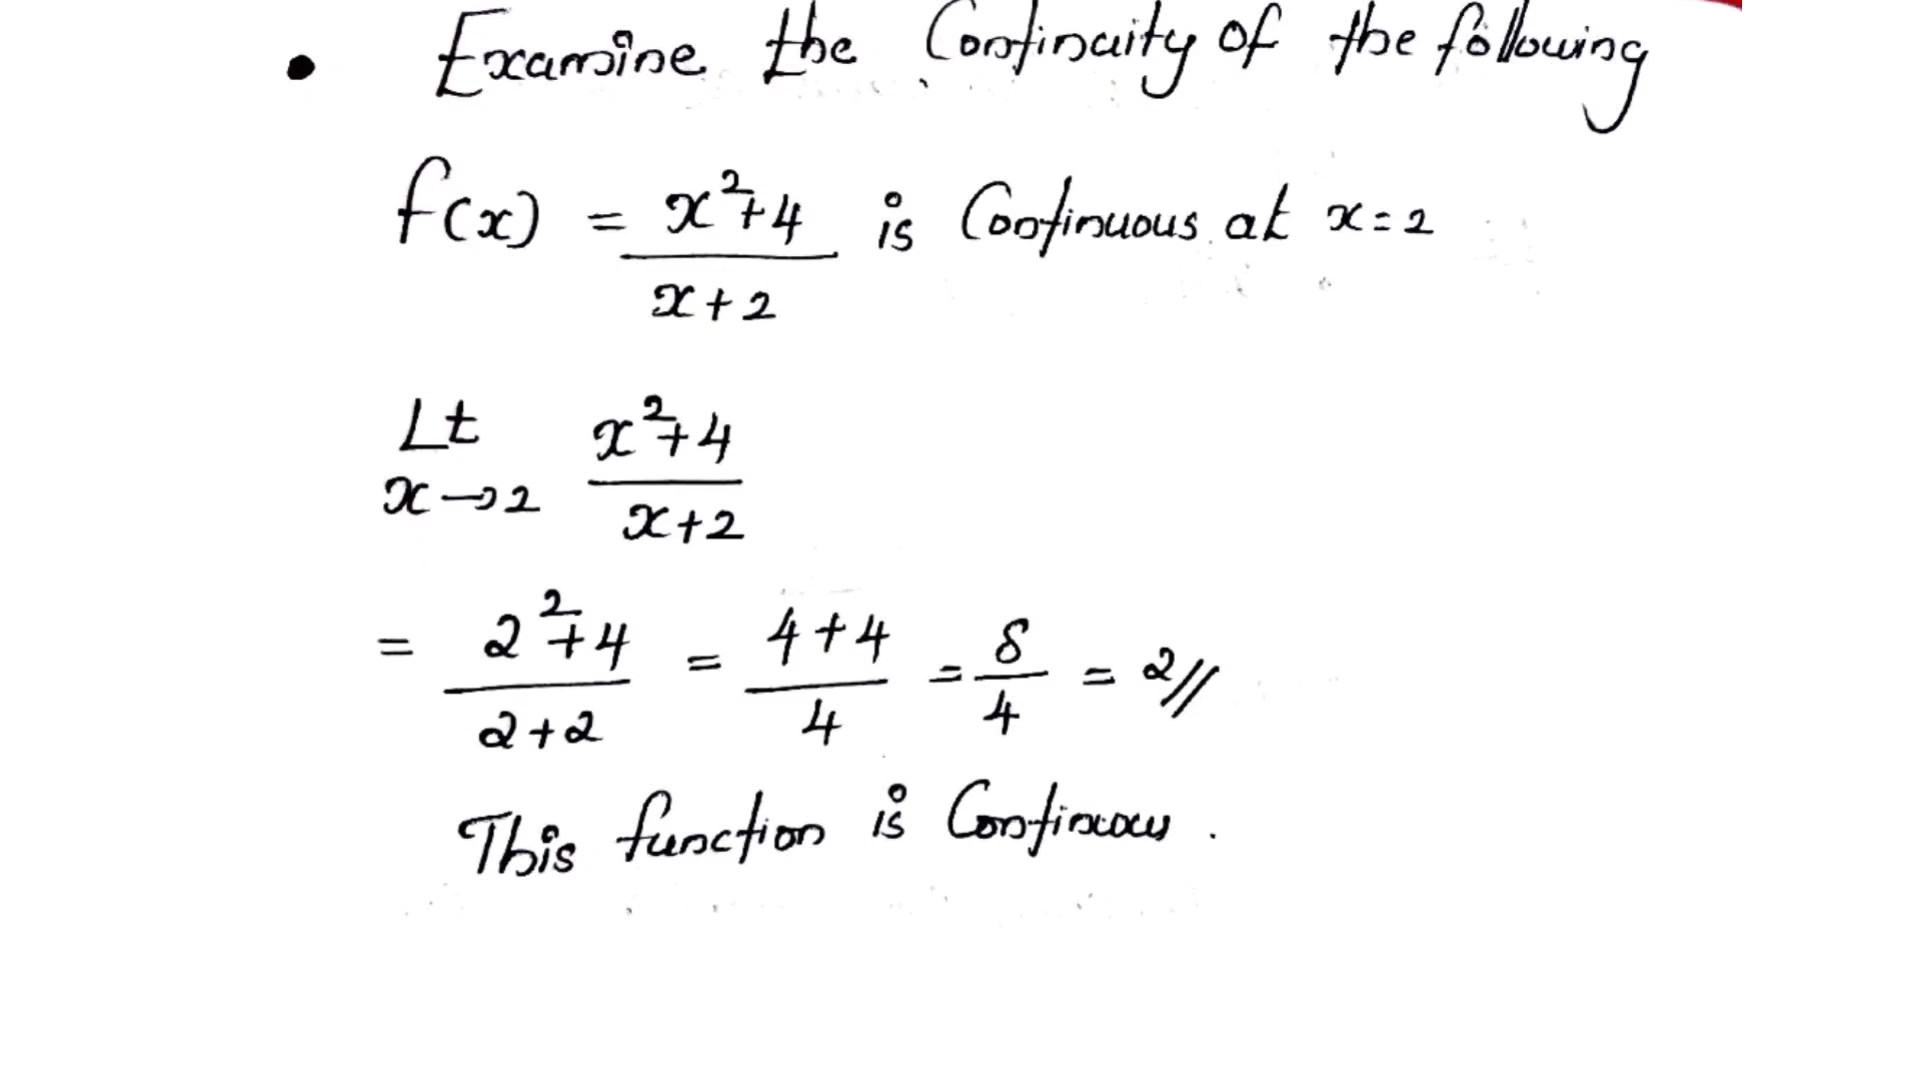 • Examine the Continuity of the following
f(x) = x²+4 / x+2 is Continuous at x=2
Lt x→2 x²+4 / x+2
= 2²+4 / 2+2 = 4+4 / 4 = 8 / 4 = 2//
This function is Continuous.